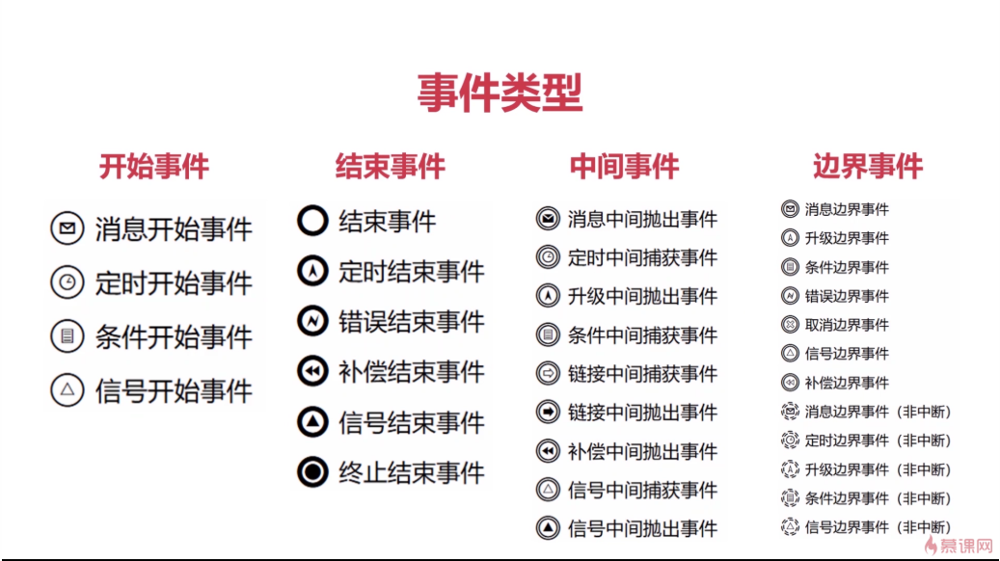 事件类型
开始事件
消息开始事件
定时开始事件
条件开始事件
信号开始事件
结束事件
结束事件
定时结束事件
错误结束事件
补偿结束事件
信号结束事件
终止结束事件
中间事件
消息中间抛出事件
定时中间捕获事件
升级中间抛出事件
条件中间捕获事件
链接中间捕获事件
链接中间抛出事件
补偿中间抛出事件
信号中间捕获事件
信号中间抛出事件
边界事件
消息边界事件
升级边界事件
条件边界事件
错误边界事件
取消边界事件
信号边界事件
补偿边界事件
消息边界事件（非中断）
定时边界事件（非中断）
升级边界事件（非中断）
条件边界事件（非中断）
信号边界事件（非中断）
慕课网